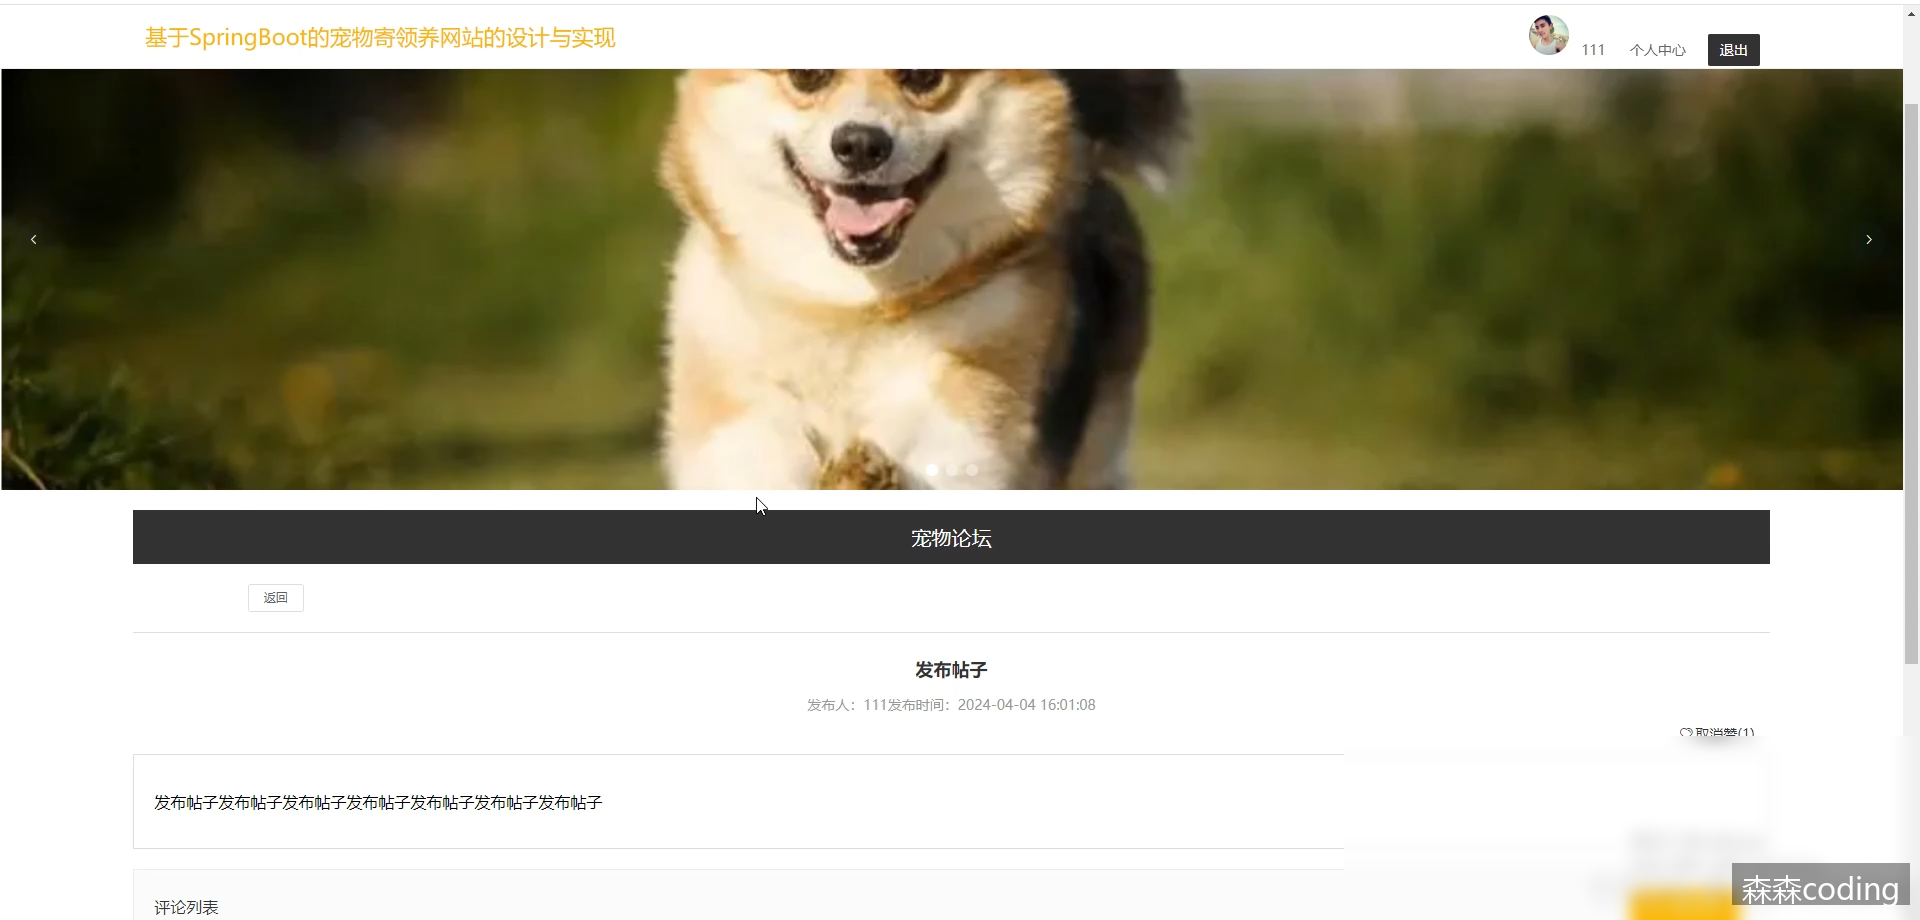 基于SpringBoot的宠物寄领养网站的设计与实现
111 个人中心 退出
宠物论坛
返回
发布帖子
发布人：111发布时间：2024-04-04 16:01:08
取消赞(1)
发布帖子发布帖子发布帖子发布帖子发布帖子发布帖子发布帖子
评论列表
森森coding